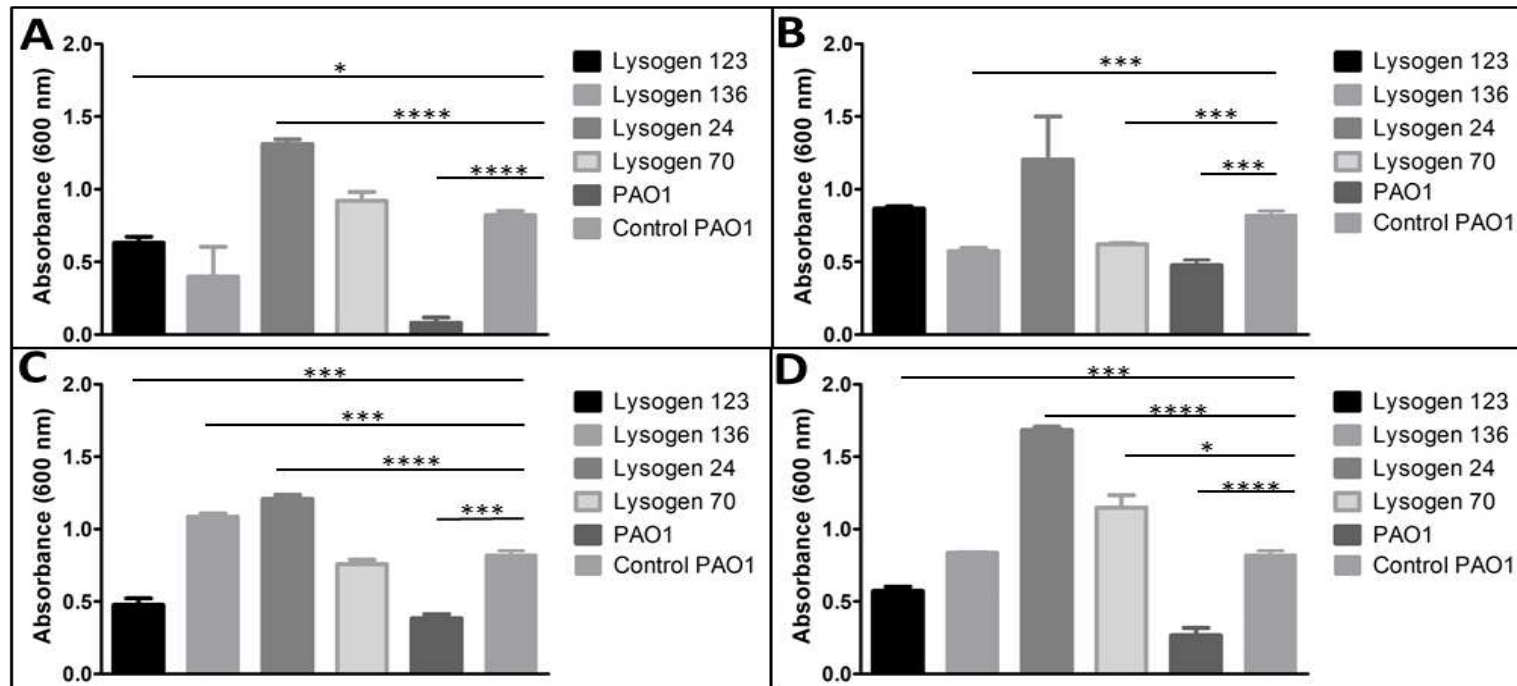 A
Absorbance (600 nm)
2.0
1.5
1.0
0.5
0.0
*
****
****
Lysogen 123
Lysogen 136
Lysogen 24
Lysogen 70
PAO1
Control PAO1
B
Absorbance (600 nm)
2.0
1.5
1.0
0.5
0.0
***
***
***
Lysogen 123
Lysogen 136
Lysogen 24
Lysogen 70
PAO1
Control PAO1
C
Absorbance (600 nm)
2.0
1.5
1.0
0.5
0.0
***
***
****
***
Lysogen 123
Lysogen 136
Lysogen 24
Lysogen 70
PAO1
Control PAO1
D
Absorbance (600 nm)
2.0
1.5
1.0
0.5
0.0
***
****
*
****
Lysogen 123
Lysogen 136
Lysogen 24
Lysogen 70
PAO1
Control PAO1